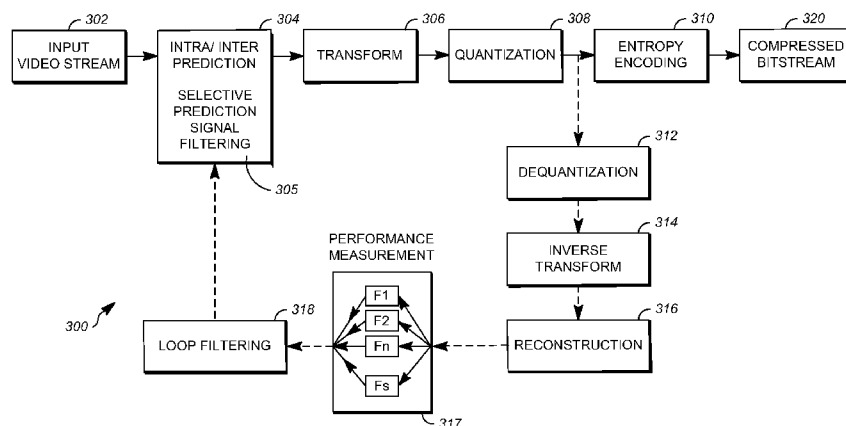 302
304
306
308
310
320
INPUT
VIDEO STREAM
INTRA/ INTER
PREDICTION
SELECTIVE
PREDICTION
SIGNAL
FILTERING
305
TRANSFORM
QUANTIZATION
ENTROPY
ENCODING
COMPRESSED
BITSTREAM
312
DEQUANTIZATION
314
INVERSE
TRANSFORM
PERFORMANCE
MEASUREMENT
F1
F2
Fn
Fs
317
316
RECONSTRUCTION
318
LOOP FILTERING
300